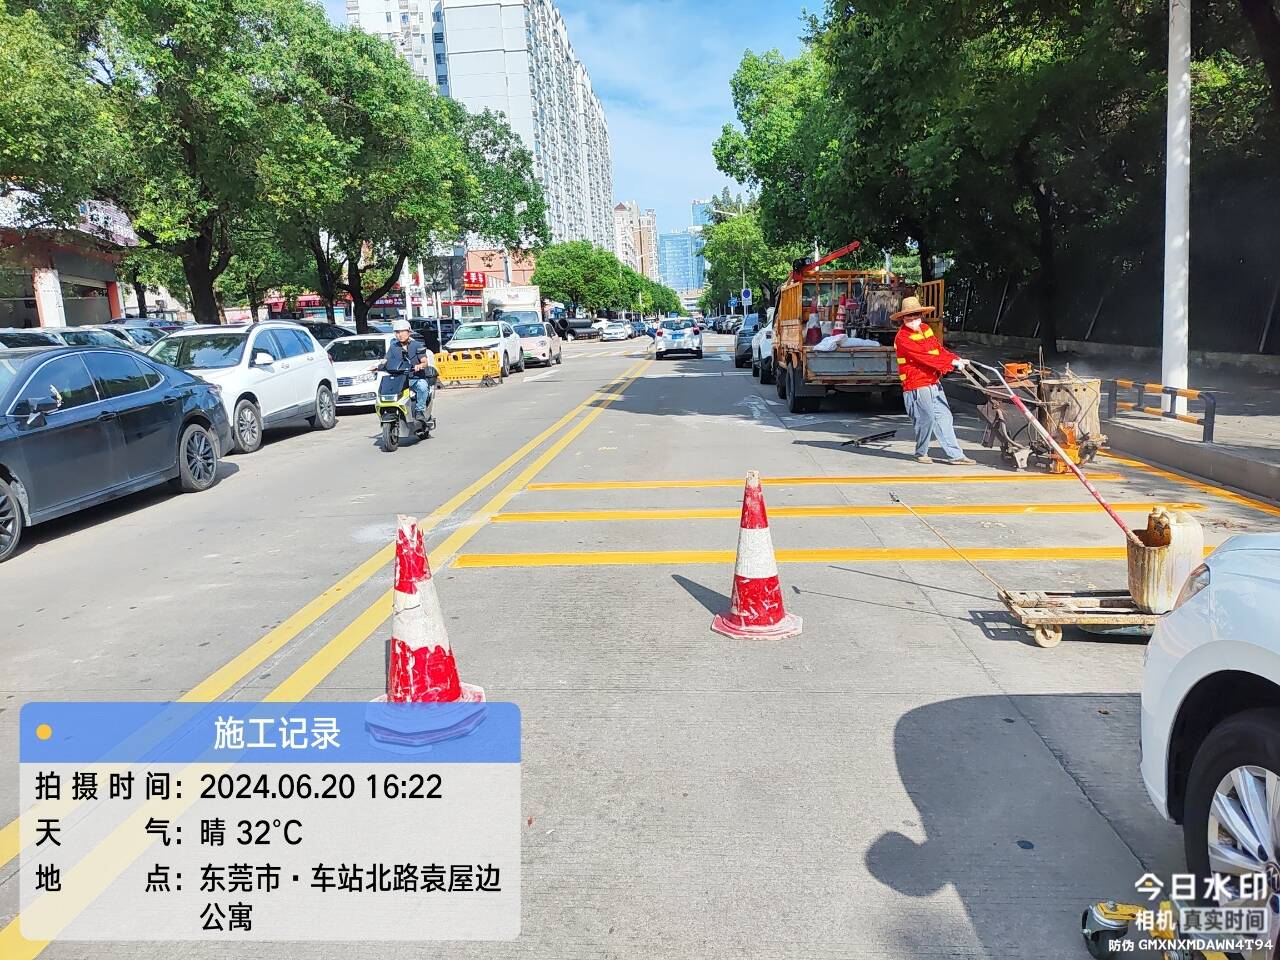 施工记录
拍摄时间：2024.06.20 16:22
天气：晴 32℃
地点：东莞市·车站北路袁屋边
公寓
今日水印
相机 真实时间
防伪 GMXNXMDAWN4T94